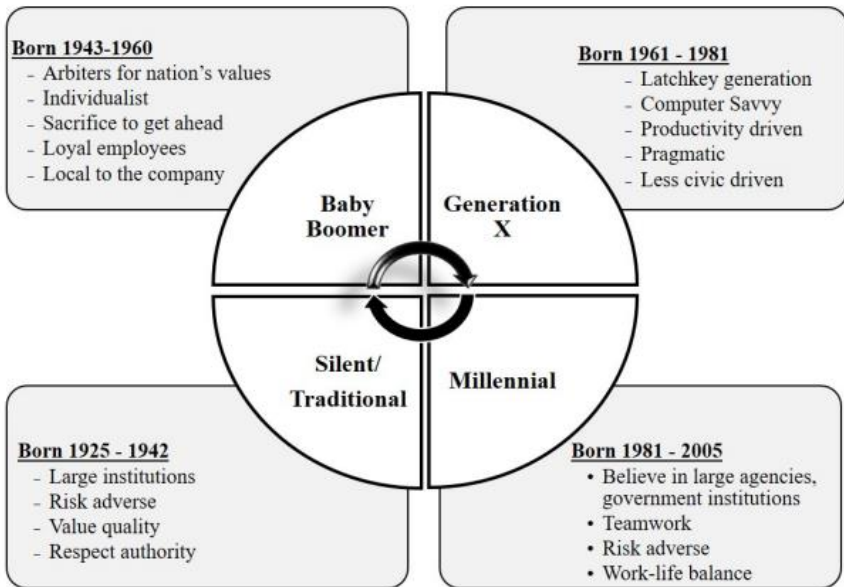 Born 1943-1960
- Arbiters for nation's values
- Individualist
- Sacrifice to get ahead
- Loyal employees
- Local to the company
Born 1961 - 1981
- Latchkey generation
- Computer Savvy
- Productivity driven
- Pragmatic
- Less civic driven
Baby
Boomer
Generation
X
Silent/
Traditional
Millennial
Born 1925 - 1942
- Large institutions
- Risk adverse
- Value quality
- Respect authority
Born 1981 - 2005
• Believe in large agencies,
government institutions
• Teamwork
• Risk adverse
• Work-life balance